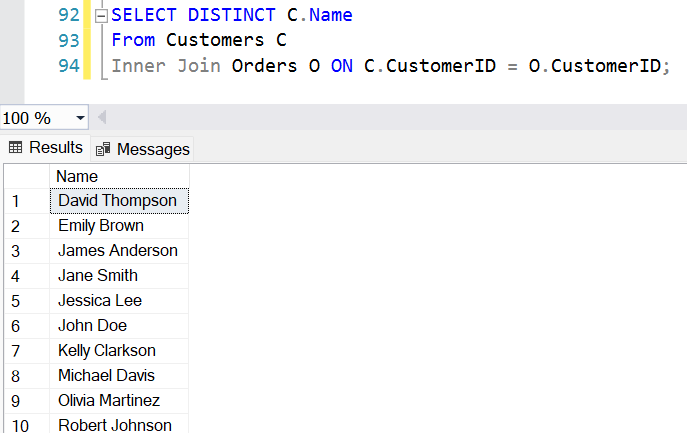 92 SELECT DISTINCT C.Name
93 From Customers C
94 Inner Join Orders O ON C.CustomerID = O.CustomerID;
100 %
Results Messages
Name
1 David Thompson
2 Emily Brown
3 James Anderson
4 Jane Smith
5 Jessica Lee
6 John Doe
7 Kelly Clarkson
8 Michael Davis
9 Olivia Martinez
10 Robert Johnson